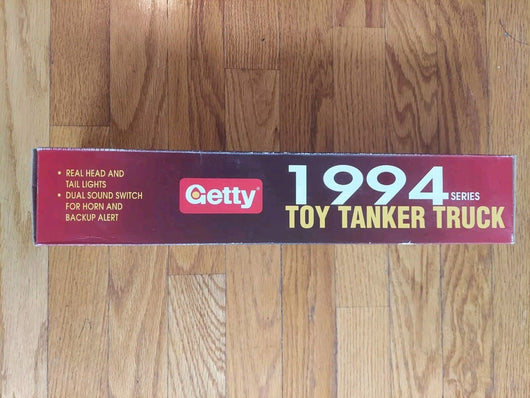 • REAL HEAD AND
TAIL LIGHTS
• DUAL SOUND SWITCH
FOR HORN AND
BACKUP ALERT
Getty®
1994 SERIES
TOY TANKER TRUCK